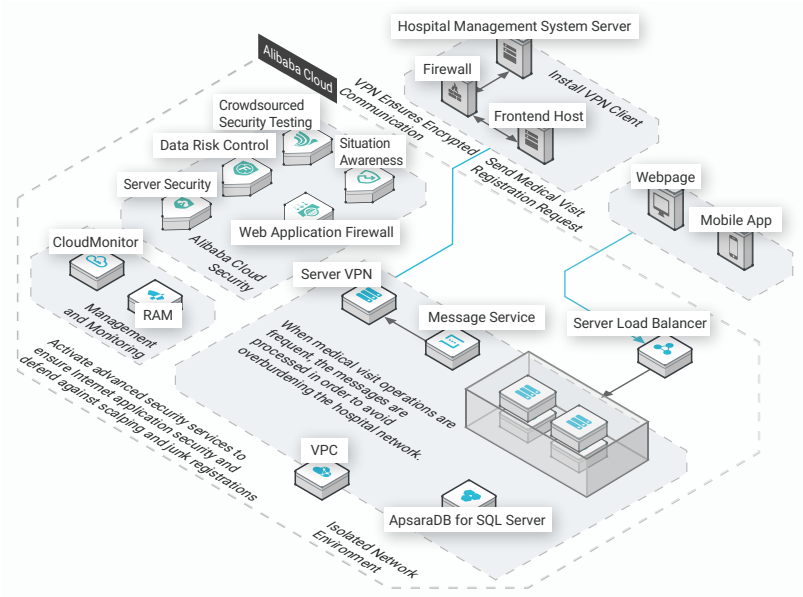 Hospital Management System Server
Alibaba Cloud
Firewall
Install VPN Client
VPN Ensures Encrypted
Communication
Frontend Host
Crowdsourced
Security Testing
Data Risk Control
Situation
Awareness
Server Security
Send Medical Visit
Registration Request
Webpage
Mobile App
Web Application Firewall
Alibaba Cloud
Security
CloudMonitor
RAM
Management
and Monitoring
Server VPN
Message Service
Server Load Balancer
When medical visit operations are
frequent, the messages are
processed in order to avoid
overburdening the hospital network.
Activate advanced security services to
ensure Internet application security and
defend against scalping and junk registrations
VPC
ApsaraDB for SQL Server
Isolated Network
Environment